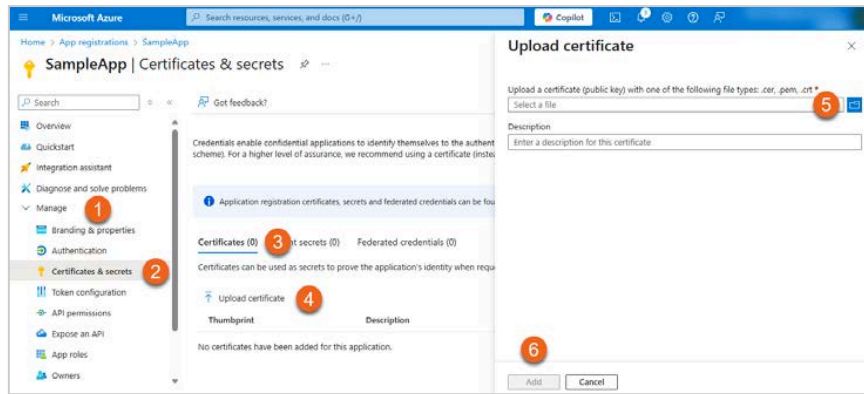 Microsoft Azure
Search resources, services, and docs (G+/)
Copilot
Home > App registrations > SampleApp
SampleApp | Certificates & secrets
Search
Overview
Quickstart
Integration assistant
Diagnose and solve problems
Manage
1
Branding & properties
Authentication
Certificates & secrets
2
Token configuration
API permissions
Expose an API
App roles
Owners
Got feedback?
Credentials enable confidential applications to identify themselves to the authent
scheme). For a higher level of assurance, we recommend using a certificate (instea
Application registration certificates, secrets and federated credentials can be fou
Certificates (0)
3
nt secrets (0)
Federated credentials (0)
Certificates can be used as secrets to prove the application's identity when reque
Upload certificate
4
Thumbprint
Description
No certificates have been added for this application.
Upload certificate
Upload a certificate (public key) with one of the following file types: .cer, .pem, .crt *
Select a file
5
Description
Enter a description for this certificate
6
Add
Cancel